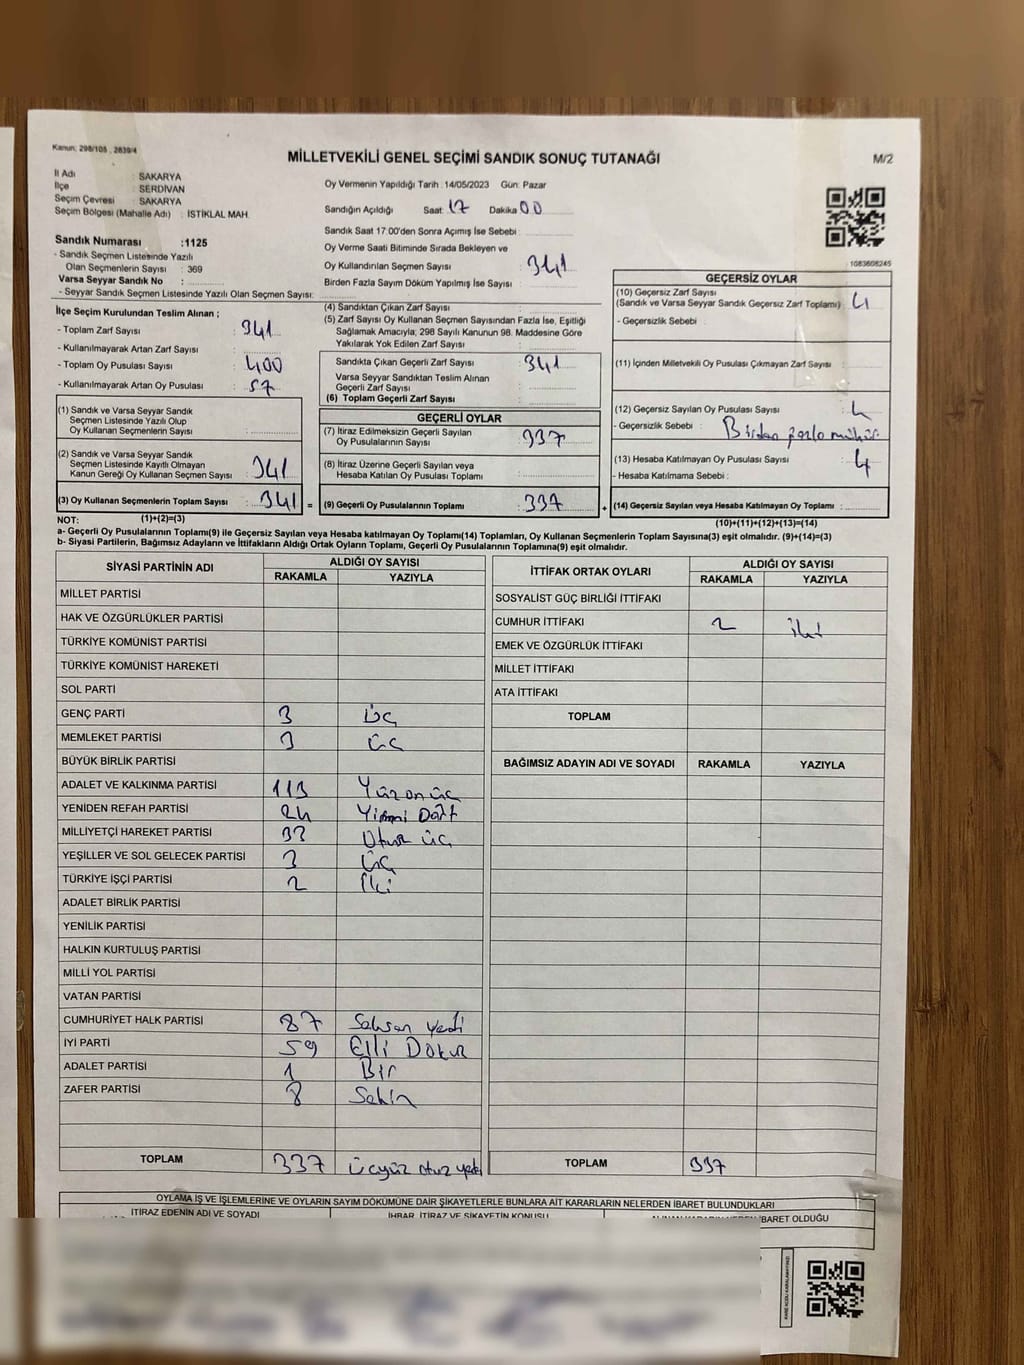 Kanun: 298/105 , 2839/4
MİLLETVEKİLİ GENEL SEÇİMİ SANDIK SONUÇ TUTANAĞI
M/2
İl Adı : SAKARYA
İlçe : SERDİVAN
Seçim Çevresi : SAKARYA
Seçim Bölgesi (Mahalle Adı) : İSTİKLAL MAH.
Oy Vermenin Yapıldığı Tarih : 14/05/2023 Gün: Pazar
Sandığın Açıldığı Saat: 17 Dakika 00
Sandık Saat 17:00'den Sonra Açımış İse Sebebi :
Oy Verme Saati Bitiminde Sırada Bekleyen ve
Oy Kullandırılan Seçmen Sayısı : 341
Birden Fazla Sayım Döküm Yapılmış İse Sayısı :
Sandık Numarası :1125
- Sandık Seçmen Listesinde Yazılı
Olan Seçmenlerin Sayısı : 369
Varsa Seyyar Sandık No :
- Seyyar Sandık Seçmen Listesinde Yazılı Olan Seçmen Sayısı:
1083608245
İlçe Seçim Kurulundan Teslim Alınan ;
- Toplam Zarf Sayısı : 341
- Kullanılmayarak Artan Zarf Sayısı :
- Toplam Oy Pusulası Sayısı : 400
- Kullanılmayarak Artan Oy Pusulası : 57
(1) Sandık ve Varsa Seyyar Sandık
Seçmen Listesinde Yazılı Olup
Oy Kullanan Seçmenlerin Sayısı :
(2) Sandık ve Varsa Seyyar Sandık
Seçmen Listesinde Kayıtlı Olmayan
Kanun Gereği Oy Kullanan Seçmen Sayısı : 341
(3) Oy Kullanan Seçmenlerin Toplam Sayısı : 341 =
(4) Sandıktan Çıkan Zarf Sayısı :
(5) Zarf Sayısı Oy Kullanan Seçmen Sayısından Fazla İse, Eşitliği
Sağlamak Amacıyla; 298 Sayılı Kanunun 98. Maddesine Göre
Yakılarak Yok Edilen Zarf Sayısı :
Sandıkta Çıkan Geçerli Zarf Sayısı : 341
Varsa Seyyar Sandıktan Teslim Alınan
Geçerli Zarf Sayısı :
(6) Toplam Geçerli Zarf Sayısı :
GEÇERLİ OYLAR
(7) İtiraz Edilmeksizin Geçerli Sayılan
Oy Pusulalarının Sayısı : 337
(8) İtiraz Üzerine Geçerli Sayılan veya
Hesaba Katılan Oy Pusulası Toplamı :
(9) Geçerli Oy Pusulalarının Toplamı : 337 +
GEÇERSİZ OYLAR
(10) Geçersiz Zarf Sayısı
(Sandık ve Varsa Seyyar Sandık Geçersiz Zarf Toplamı) : 4
- Geçersizlik Sebebi :
(11) İçinden Milletvekili Oy Pusulası Çıkmayan Zarf Sayısı :
(12) Geçersiz Sayılan Oy Pusulası Sayısı :
- Geçersizlik Sebebi : Birden fazla mühür
(13) Hesaba Katılmayan Oy Pusulası Sayısı : 4
- Hesaba Katılmama Sebebi :
(14) Geçersiz Sayılan veya Hesaba Katılmayan Oy Toplamı :
NOT: (1)+(2)=(3)
(10)+(11)+(12)+(13)=(14)
a- Geçerli Oy Pusulalarının Toplamı(9) ile Geçersiz Sayılan veya Hesaba katılmayan Oy Toplamı(14) Toplamları, Oy Kullanan Seçmenlerin Toplam Sayısına(3) eşit olmalıdır. (9)+(14)=(3)
b- Siyasi Partilerin, Bağımsız Adayların ve İttifakların Aldığı Ortak Oyların Toplamı, Geçerli Oy Pusulalarının Toplamına(9) eşit olmalıdır.
SİYASİ PARTİNİN ADI ALDIĞI OY SAYISI
RAKAMLA YAZIYLA
MİLLET PARTİSİ
HAK VE ÖZGÜRLÜKLER PARTİSİ
TÜRKİYE KOMÜNİST PARTİSİ
TÜRKİYE KOMÜNİST HAREKETİ
SOL PARTİ
GENÇ PARTİ 3 üç
MEMLEKET PARTİSİ 3 üç
BÜYÜK BİRLİK PARTİSİ
ADALET VE KALKINMA PARTİSİ 113 Yüzonüç
YENİDEN REFAH PARTİSİ 24 Yirmi Dört
MİLLİYETÇİ HAREKET PARTİSİ 33 Otuz üç
YEŞİLLER VE SOL GELECEK PARTİSİ 3 üç
TÜRKİYE İŞÇİ PARTİSİ 2 İki
ADALET BİRLİK PARTİSİ
YENİLİK PARTİSİ
HALKIN KURTULUŞ PARTİSİ
MİLLİ YOL PARTİSİ
VATAN PARTİSİ
CUMHURİYET HALK PARTİSİ 87 Seksen yedi
İYİ PARTİ 59 Elli Dokuz
ADALET PARTİSİ 1 Bir
ZAFER PARTİSİ 8 Sekiz
TOPLAM 337 üçyüz otuz yedi
İTTİFAK ORTAK OYLARI ALDIĞI OY SAYISI
RAKAMLA YAZIYLA
SOSYALİST GÜÇ BİRLİĞİ İTTİFAKI
CUMHUR İTTİFAKI 2 iki
EMEK VE ÖZGÜRLÜK İTTİFAKI
MİLLET İTTİFAKI
ATA İTTİFAKI
TOPLAM
BAĞIMSIZ ADAYIN ADI VE SOYADI RAKAMLA YAZIYLA
TOPLAM 337
OYLAMA İŞ VE İŞLEMLERİNE VE OYLARIN SAYIM DÖKÜMÜNE DAİR ŞİKAYETLERLE BUNLARA AİT KARARLARIN NELERDEN İBARET BULUNDUKLARI
İTİRAZ EDENİN ADI VE SOYADI İHBAR, İTİRAZ VE ŞİKAYETİN KONUSU İBARET OLDUĞU